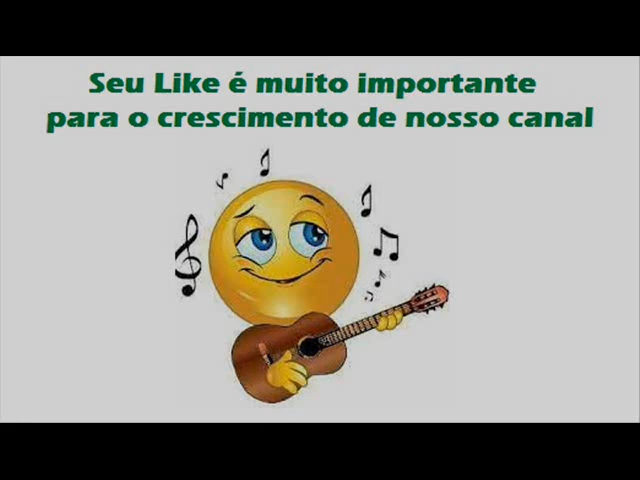 Seu Like é muito importante
para o crescimento de nosso canal